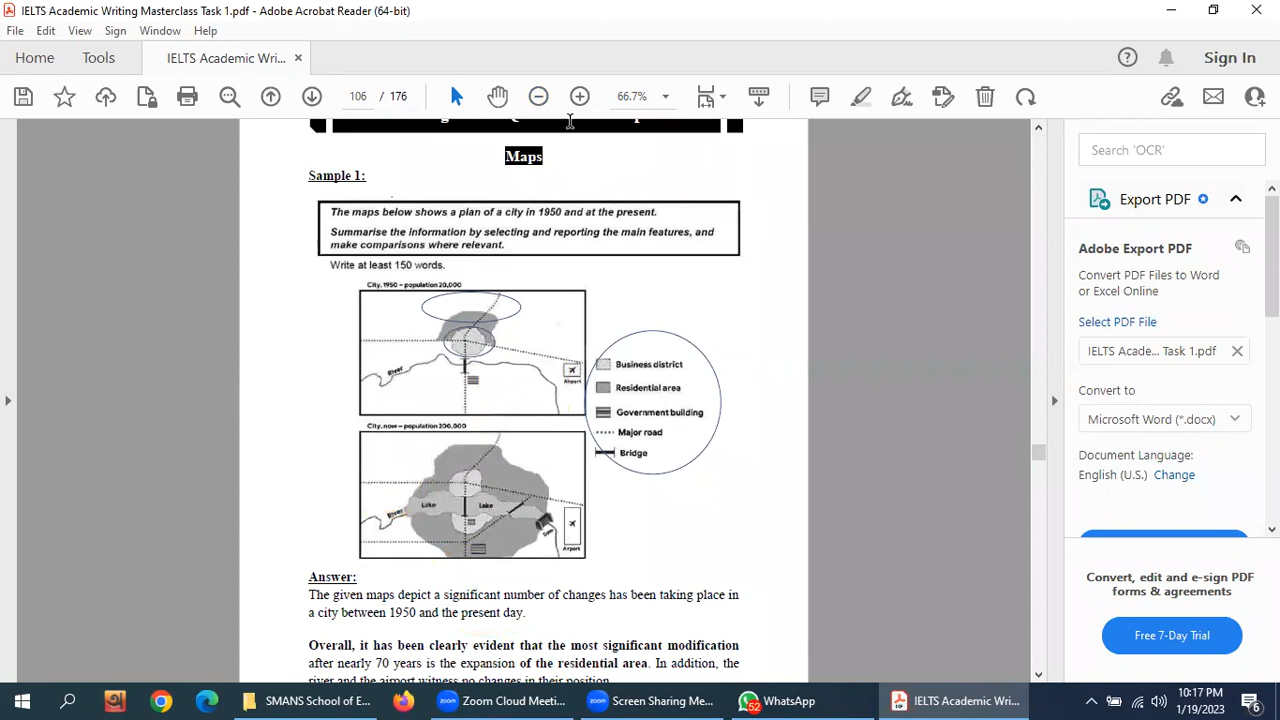 IELTS Academic Writing Masterclass Task 1.pdf - Adobe Acrobat Reader (64-bit)
File Edit View Sign Window Help
Home Tools IELTS Academic Wri... × Sign In
106 / 176 66.7%
Maps
Sample 1:
The maps below shows a plan of a city in 1950 and at the present.
Summarise the information by selecting and reporting the main features, and
make comparisons where relevant.
Write at least 150 words.
City, 1950 – population 20,000
River
Airport
Business district
Residential area
Government building
Major road
Bridge
City, now – population 200,000
Lake Lake
River
Dam
Airport
Answer:
The given maps depict a significant number of changes has been taking place in
a city between 1950 and the present day.
Overall, it has been clearly evident that the most significant modification
after nearly 70 years is the expansion of the residential area. In addition, the
river and the airport witness no changes in their position.
Search 'OCR'
Export PDF
Adobe Export PDF
Convert PDF Files to Word
or Excel Online
Select PDF File
IELTS Acade... Task 1.pdf
Convert to
Microsoft Word (*.docx)
Document Language:
English (U.S.) Change
Convert, edit and e-sign PDF
forms & agreements
Free 7-Day Trial
SMANS School of E... Zoom Cloud Meeti... Screen Sharing Me... 52 WhatsApp IELTS Academic Wri...
10:17 PM
1/19/2023
6